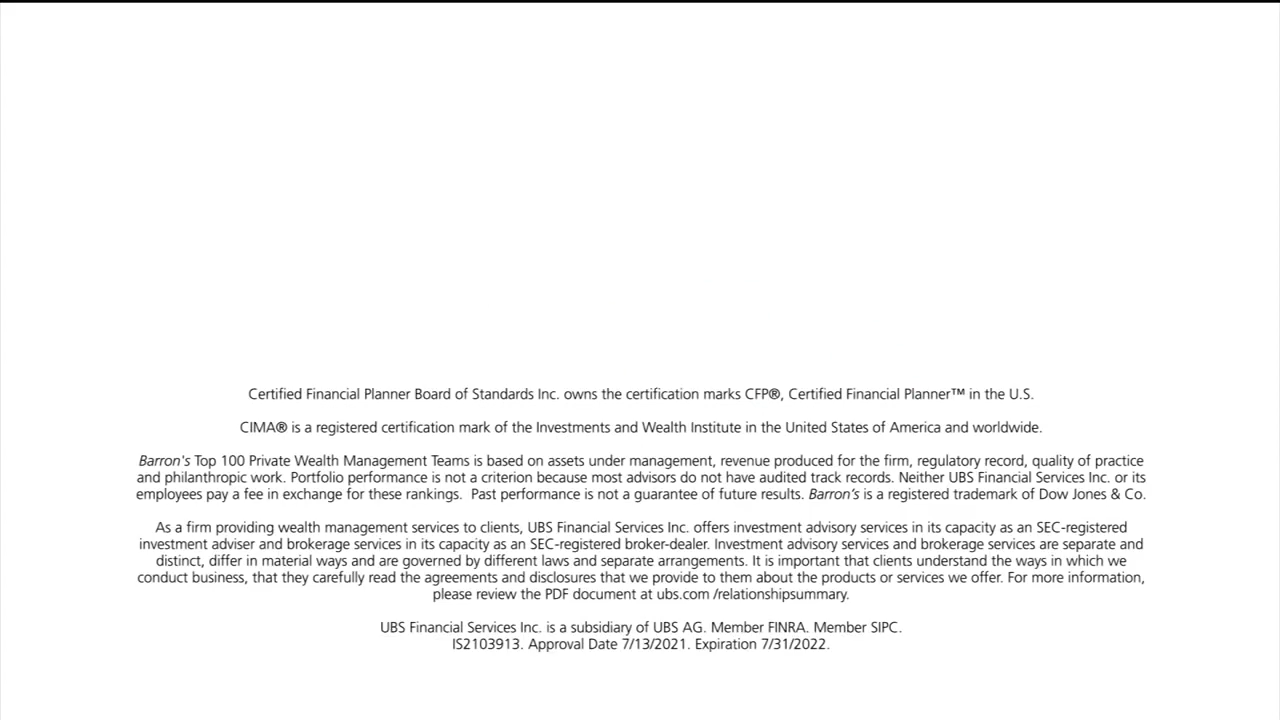 Certified Financial Planner Board of Standards Inc. owns the certification marks CFP®, Certified Financial Planner™ in the U.S.
CIMA® is a registered certification mark of the Investments and Wealth Institute in the United States of America and worldwide.
Barron's Top 100 Private Wealth Management Teams is based on assets under management, revenue produced for the firm, regulatory record, quality of practice
and philanthropic work. Portfolio performance is not a criterion because most advisors do not have audited track records. Neither UBS Financial Services Inc. or its
employees pay a fee in exchange for these rankings.  Past performance is not a guarantee of future results. Barron’s is a registered trademark of Dow Jones & Co.
As a firm providing wealth management services to clients, UBS Financial Services Inc. offers investment advisory services in its capacity as an SEC-registered
investment adviser and brokerage services in its capacity as an SEC-registered broker-dealer. Investment advisory services and brokerage services are separate and
distinct, differ in material ways and are governed by different laws and separate arrangements. It is important that clients understand the ways in which we
conduct business, that they carefully read the agreements and disclosures that we provide to them about the products or services we offer. For more information,
please review the PDF document at ubs.com /relationshipsummary.
UBS Financial Services Inc. is a subsidiary of UBS AG. Member FINRA. Member SIPC.
IS2103913. Approval Date 7/13/2021. Expiration 7/31/2022.